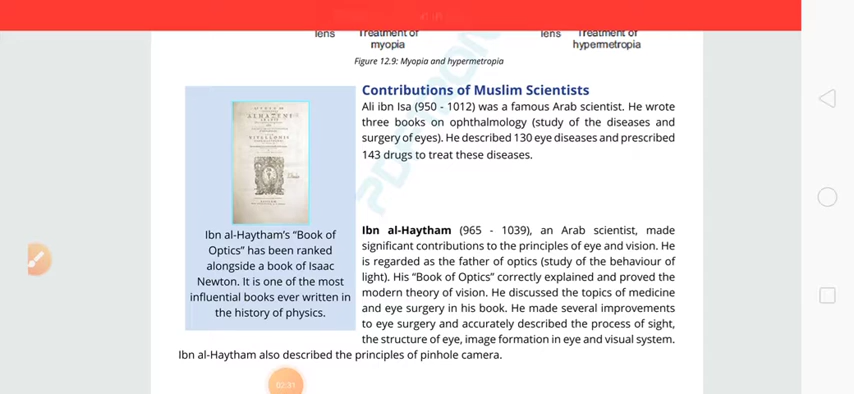 lens Treatment of myopia
lens Treatment of hypermetropia
Figure 12.9: Myopia and hypermetropia
Contributions of Muslim Scientists
Ali ibn Isa (950 - 1012) was a famous Arab scientist. He wrote
three books on ophthalmology (study of the diseases and
surgery of eyes). He described 130 eye diseases and prescribed
143 drugs to treat these diseases.
ALHAZENI
Ibn al-Haytham's “Book of
Optics” has been ranked
alongside a book of Isaac
Newton. It is one of the most
influential books ever written in
the history of physics.
Ibn al-Haytham (965 - 1039), an Arab scientist, made
significant contributions to the principles of eye and vision. He
is regarded as the father of optics (study of the behaviour of
light). His “Book of Optics” correctly explained and proved the
modern theory of vision. He discussed the topics of medicine
and eye surgery in his book. He made several improvements
to eye surgery and accurately described the process of sight,
the structure of eye, image formation in eye and visual system.
Ibn al-Haytham also described the principles of pinhole camera.
02:31